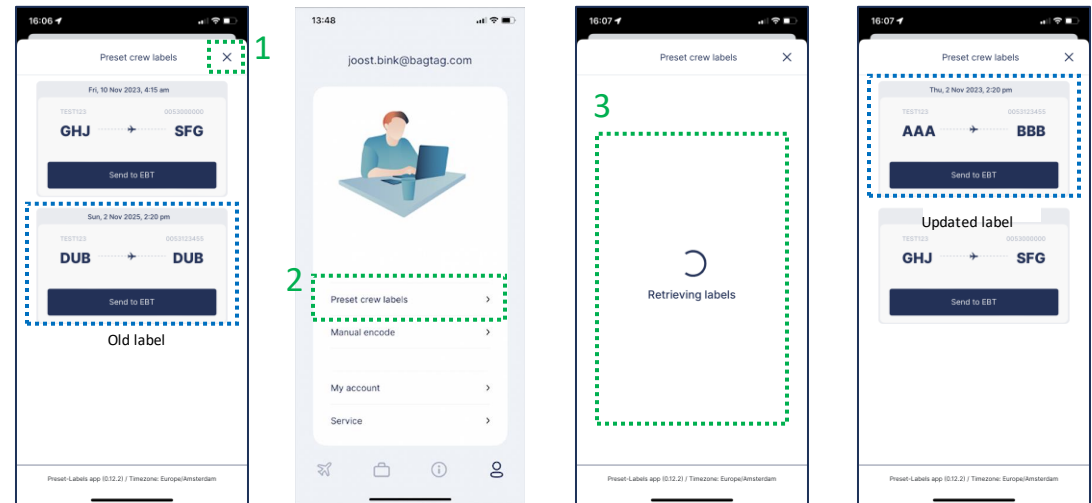 16:06
Preset crew labels
1
Fri, 10 Nov 2023, 4:15 am
TEST123 0053000000
GHJ SFG
Send to EBT
Sun, 2 Nov 2025, 2:20 pm
TEST123 0053123455
DUB DUB
Send to EBT
Old label
Preset-Labels app (0.12.2) / Timezone: Europe/Amsterdam
13:48
joost.bink@bagtag.com
2
Preset crew labels
Manual encode
My account
Service
16:07
Preset crew labels
3
Retrieving labels
Preset-Labels app (0.12.2) / Timezone: Europe/Amsterdam
16:07
Preset crew labels
Thu, 2 Nov 2023, 2:20 pm
TEST123 0053123455
AAA BBB
Send to EBT
Updated label
TEST123 0053000000
GHJ SFG
Send to EBT
Preset-Labels app (0.12.2) / Timezone: Europe/Amsterdam